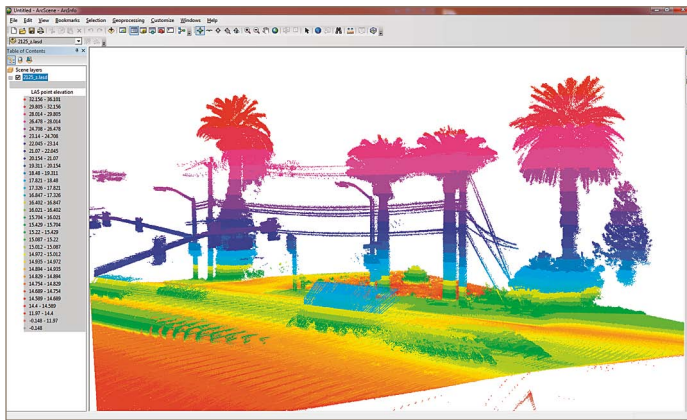 Untitled - ArcScene - ArcInfo
File Edit View Bookmarks Selection Geoprocessing Customize Windows Help
2125_z.lasd
Table of Contents
Scene layers
2125_z.lasd
LAS point elevation
32.156 - 36.101
29.805 - 32.156
28.014 - 29.805
26.478 - 28.014
24.708 - 26.478
23.14 - 24.708
22.045 - 23.14
21.07 - 22.045
20.154 - 21.07
19.311 - 20.154
18.48 - 19.311
17.821 - 18.48
17.326 - 17.821
16.847 - 17.326
16.402 - 16.847
16.021 - 16.402
15.704 - 16.021
15.429 - 15.704
15.22 - 15.429
15.087 - 15.22
15.012 - 15.087
14.972 - 15.012
14.935 - 14.972
14.894 - 14.935
14.829 - 14.894
14.754 - 14.829
14.689 - 14.754
14.589 - 14.689
14.4 - 14.589
11.97 - 14.4
-0.148 - 11.97
-0.148